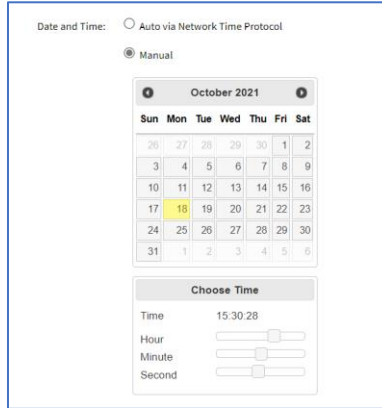 Date and Time: Auto via Network Time Protocol
Manual
October 2021
Sun Mon Tue Wed Thu Fri Sat
26 27 28 29 30 1 2
3 4 5 6 7 8 9
10 11 12 13 14 15 16
17 18 19 20 21 22 23
24 25 26 27 28 29 30
31 1 2 3 4 5 6
Choose Time
Time 15:30:28
Hour
Minute
Second